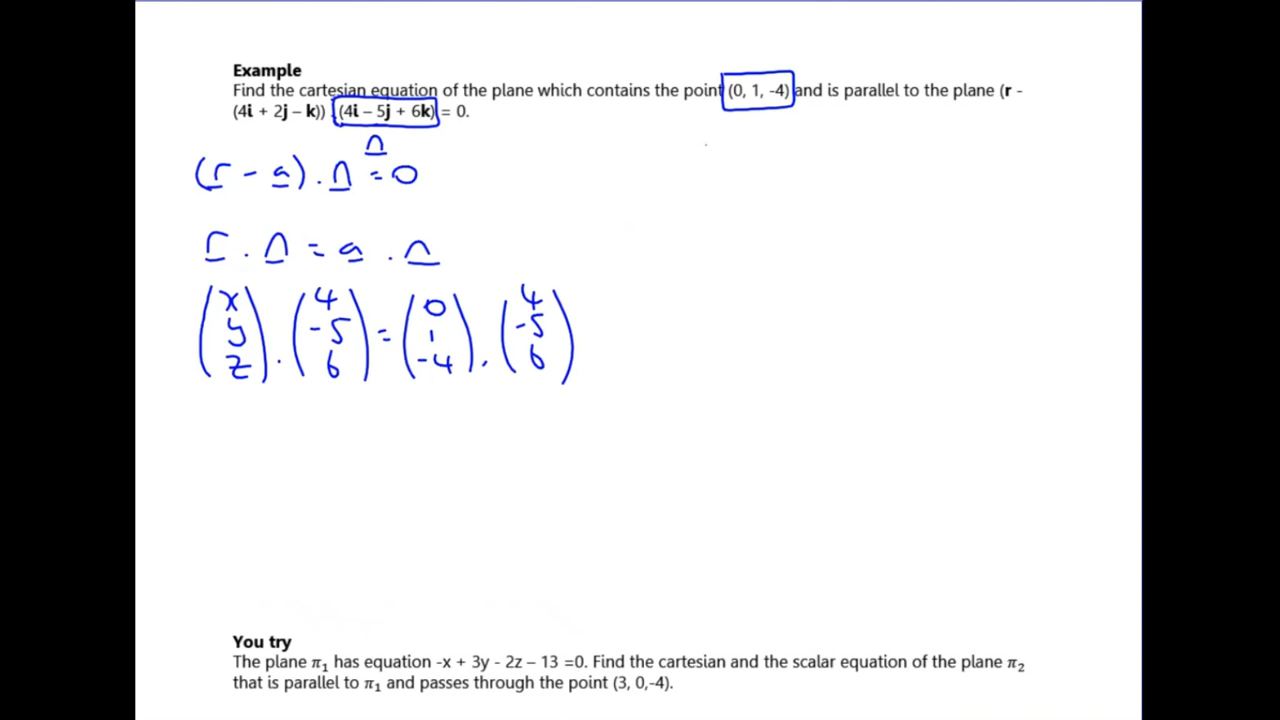 Example
Find the cartesian equation of the plane which contains the point (0, 1, -4) and is parallel to the plane (r -
(4i + 2j – k)) . (4i – 5j + 6k) = 0.
n
(r - a) . n = 0
r . n = a . n
(x y z) . (4 -5 6) = (0 1 -4) . (4 -5 6)
You try
The plane π₁ has equation -x + 3y - 2z – 13 =0. Find the cartesian and the scalar equation of the plane π₂
that is parallel to π₁ and passes through the point (3, 0,-4).